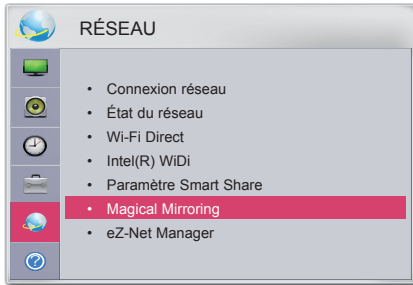 RÉSEAU
• Connexion réseau
• État du réseau
• Wi-Fi Direct
• Intel(R) WiDi
• Paramètre Smart Share
• Magical Mirroring
• eZ-Net Manager
?